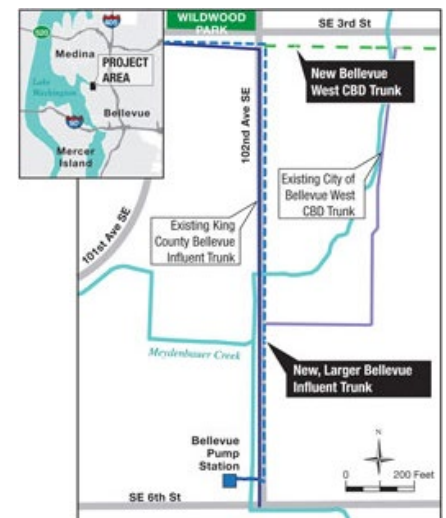 WILDWOOD
PARK
SE 3rd St
520
405
Medina
PROJECT
AREA
Lake
Washington
90
Bellevue
Mercer
Island
New Bellevue
West CBD Trunk
102nd Ave SE
Existing City of
Bellevue West
CBD Trunk
101st Ave SE
Existing King
County Bellevue
Influent Trunk
Meydenbauer Creek
New, Larger Bellevue
Influent Trunk
Bellevue
Pump
Station
N
0 200 Feet
SE 6th St